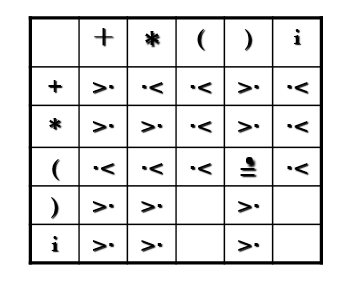 + * ( ) i
+ >· ·< ·< >· ·<
* >· >· ·< >· ·<
( ·< ·< ·< ≐ ·<
) >· >· >·
i >· >· >·